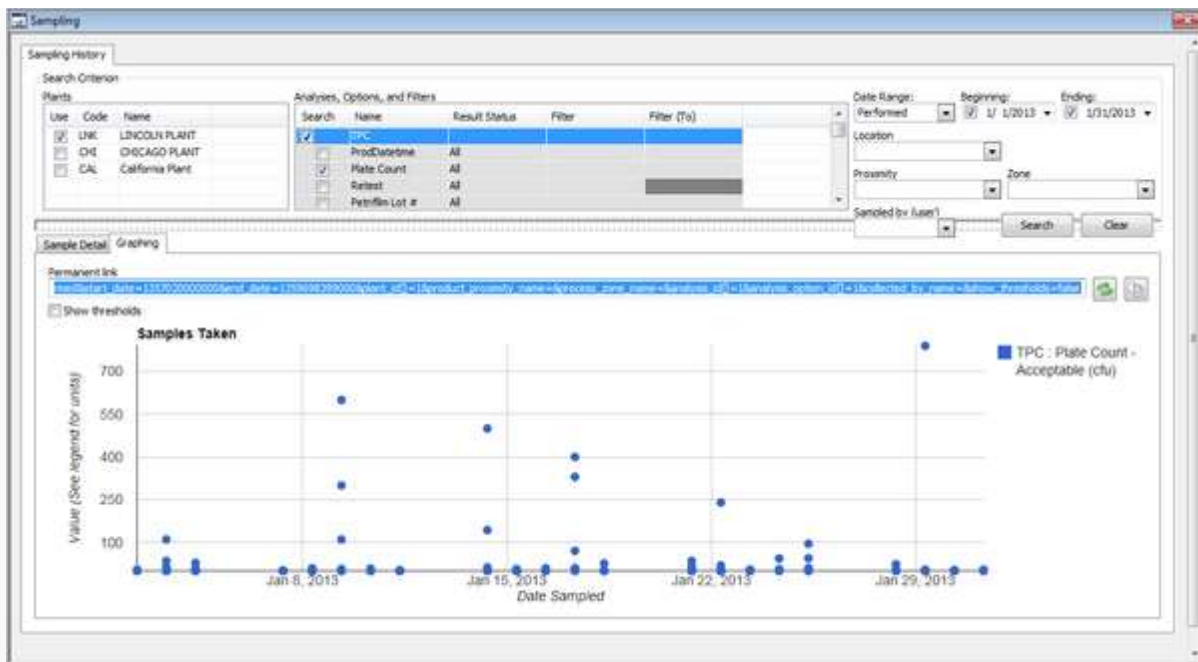 Sampling
Sampling History
Search Criterion
Plants
Use Code Name
LNK LINCOLN PLANT
CHI CHICAGO PLANT
CAL California Plant
Analyses, Options, and Filters
Search Name Result Status Filter Filter (To)
TPC
ProdDatetime All
Plate Count All
Retest All
Petrifilm Lot # All
Date Range: Beginning: Ending:
Performed 1/ 1/2013 1/31/2013
Location
Proximity Zone
Sampled by (user)
Search Clear
Sample Detail Graphing
Permanent link
Show thresholds
Samples Taken
Value (See legend for units)
700
550
400
250
100
Jan 8, 2013 Jan 15, 2013 Jan 22, 2013 Jan 29, 2013
Date Sampled
TPC : Plate Count -
Acceptable (cfu)